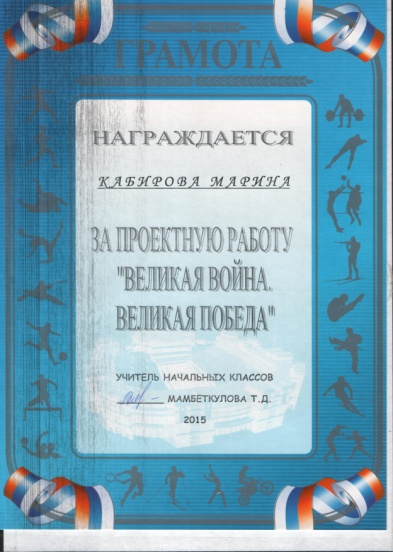 ГРАМОТА
НАГРАЖДАЕТСЯ
КАБИРОВА МАРИНА
ЗА ПРОЕКТНУЮ РАБОТУ
"ВЕЛИКАЯ ВОЙНА.
ВЕЛИКАЯ ПОБЕДА"
УЧИТЕЛЬ НАЧАЛЬНЫХ КЛАССОВ
МАМБЕТКУЛОВА Т.Д.
2015